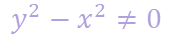 y² − x² ≠ 0